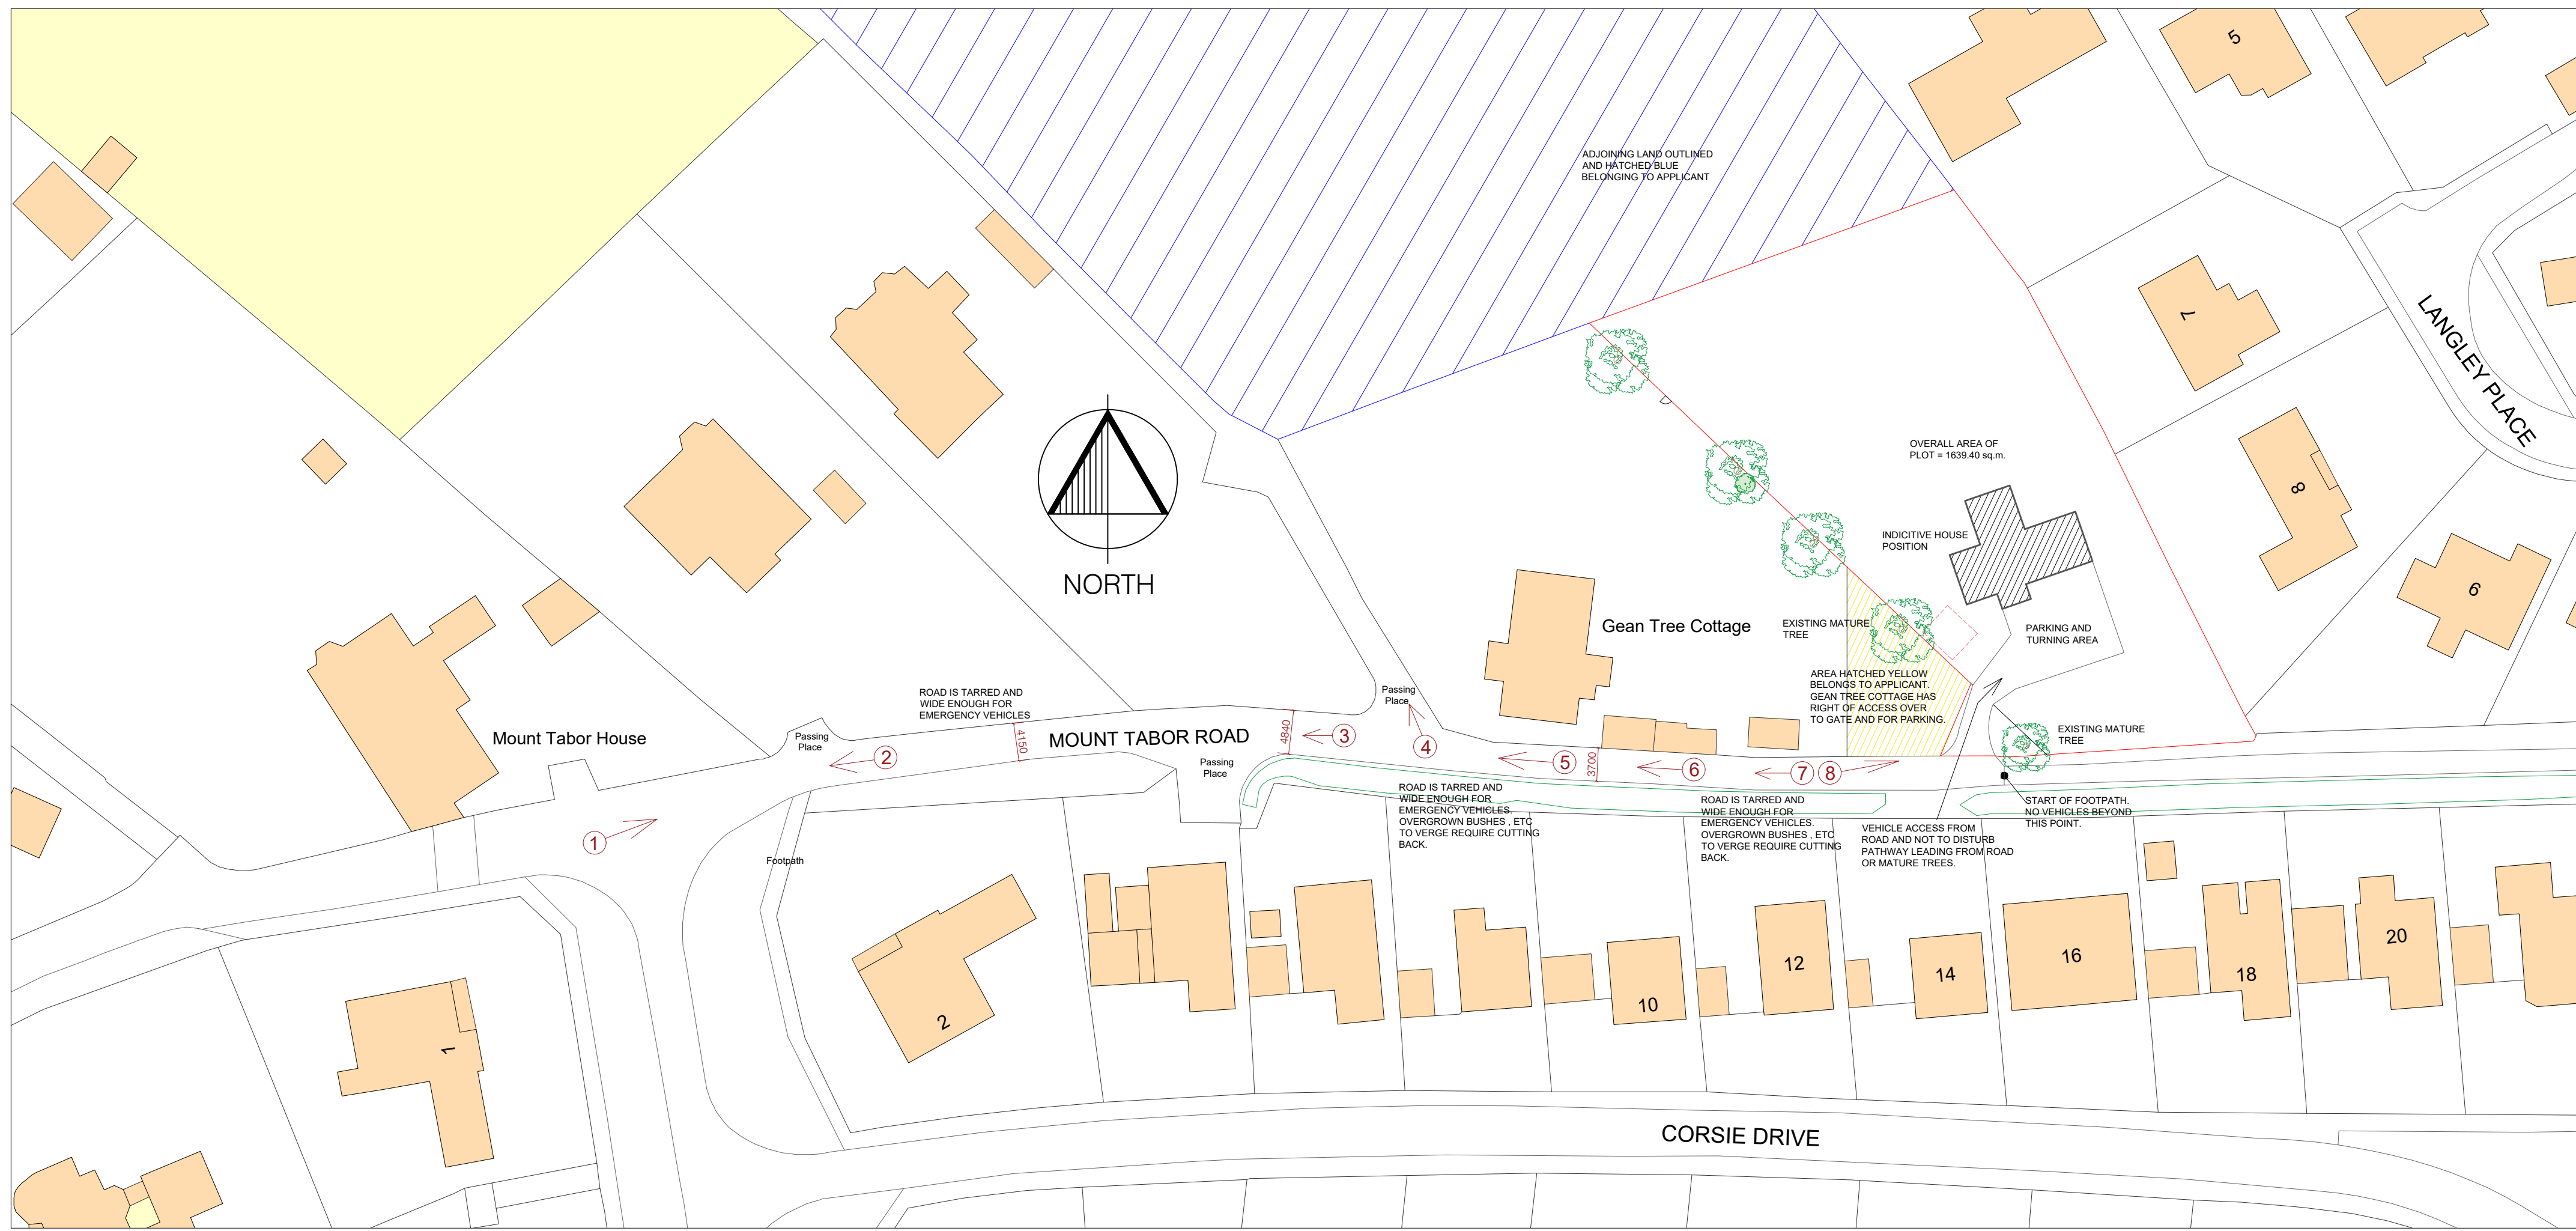 5
ADJOINING LAND OUTLINED
AND HATCHED BLUE
BELONGING TO APPLICANT
7
LANGLEY PLACE
OVERALL AREA OF
PLOT = 1639.40 sq.m.
8
INDICITIVE HOUSE
POSITION
NORTH
9
Gean Tree Cottage
EXISTING MATURE
TREE
PARKING AND
TURNING AREA
AREA HATCHED YELLOW
BELONGS TO APPLICANT.
GEAN TREE COTTAGE HAS
RIGHT OF ACCESS OVER
TO GATE AND FOR PARKING.
ROAD IS TARRED AND
WIDE ENOUGH FOR
EMERGENCY VEHICLES
Passing
Place
Mount Tabor House
Passing
Place
4150
MOUNT TABOR ROAD
4840
3
4
EXISTING MATURE
TREE
2
Passing
Place
5
3700
6
7
8
1
ROAD IS TARRED AND
WIDE ENOUGH FOR
EMERGENCY VEHICLES.
OVERGROWN BUSHES , ETC
TO VERGE REQUIRE CUTTING
BACK.
ROAD IS TARRED AND
WIDE ENOUGH FOR
EMERGENCY VEHICLES.
OVERGROWN BUSHES , ETC
TO VERGE REQUIRE CUTTING
BACK.
START OF FOOTPATH.
NO VEHICLES BEYOND
THIS POINT.
VEHICLE ACCESS FROM
ROAD AND NOT TO DISTURB
PATHWAY LEADING FROM ROAD
OR MATURE TREES.
Footpath
1
2
10
12
14
16
18
20
CORSIE DRIVE